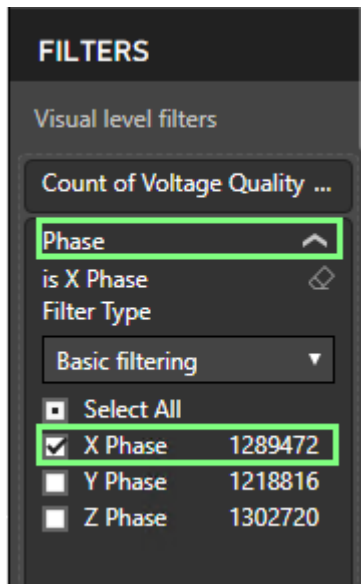 FILTERS
Visual level filters
Count of Voltage Quality ...
Phase
is X Phase
Filter Type
Basic filtering
Select All
X Phase 1289472
Y Phase 1218816
Z Phase 1302720